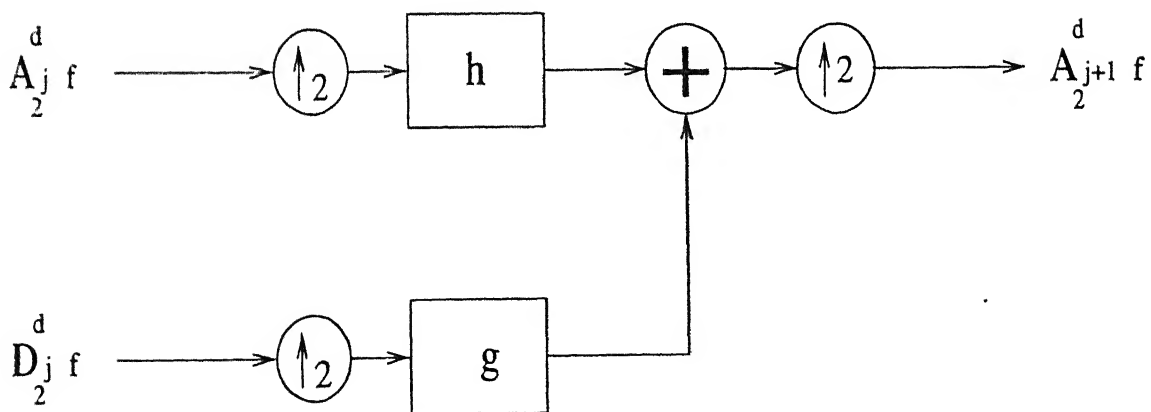 A^d_{2^j} f
↑2
h
+
↑2
A^d_{2^{j+1}} f
D^d_{2^j} f
↑2
g